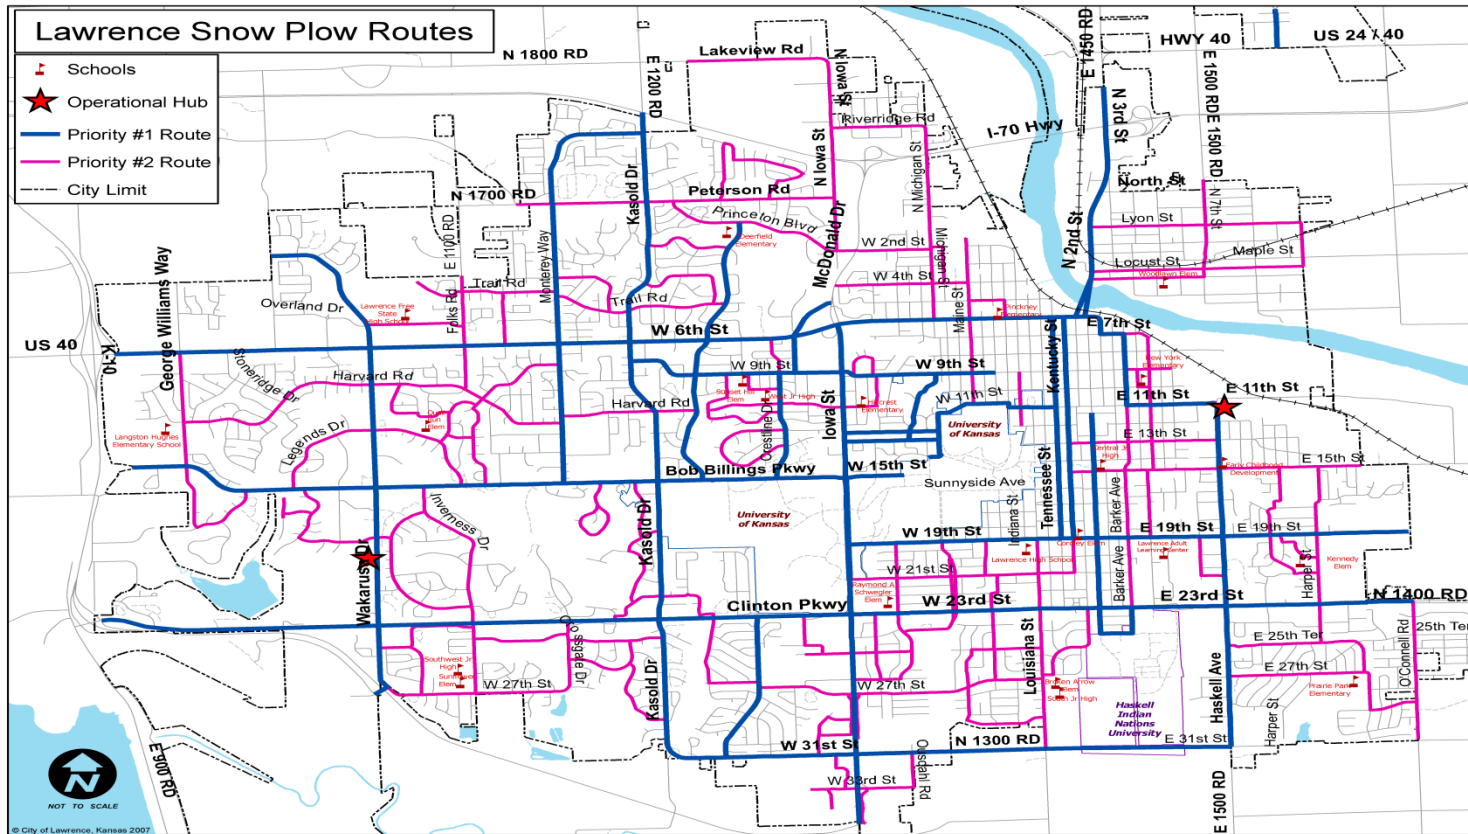 Lawrence Snow Plow Routes
Schools
Operational Hub
Priority #1 Route
Priority #2 Route
City Limit
N 1800 RD
E 1200 RD
Lakeview Rd
N Iowa St
Riverridge Rd
I-70 Hwy
E 1450 RD
N 3rd St
HWY 40
US 24 / 40
E 1500 RD
E 1500 RD
N 1700 RD
Peterson Rd
Kasold Dr
N Iowa St
N Michigan St
North St
N 7th St
Lyon St
Princeton Blvd
Deerfield
Elementary
McDonald Dr
W 2nd St
Michigan St
N 2nd St
Locust St
Maple St
Woodlawn Elem
E 1100 RD
Monterey Way
George Williams Way
Overland Dr
Lawrence Free
State
High School
Folks Rd
Trail Rd
Trail Rd
W 4th St
Maine St
Pinckney
Elementary
US 40
K-10
W 6th St
E 7th St
Kentucky St
New York
Elementary
Stoneridge Dr
Harvard Rd
W 9th St
W 9th St
Sunset Hill
Elem
West Jr High
Hillcrest
Elementary
W 11th St
E 11th St
E 11th St
Harvard Rd
Crestline Dr
Iowa St
University
of Kansas
Langston Hughes
Elementary School
Legends Dr
E 13th St
Central Jr
High
Bob Billings Pkwy
W 15th St
E 15th St
Early Childhood
Development
Sunnyside Ave
Tennessee St
Barker Ave
Inverness Dr
University
of Kansas
Kasold Dr
Indiana St
W 19th St
E 19th St
E 19th St
Cordley Elem
Lawrence High School
Lawrence Adult
Learning Center
Wakarusa Dr
W 21st St
Raymond A
Schwegler
Elem
Barker Ave
Harper St
Kennedy
Elem
Clinton Pkwy
W 23rd St
E 23rd St
N 1400 RD
Crossgate Dr
Louisiana St
E 25th Ter
25th Ter
O'Connell Rd
Southwest Jr
High
Sunflower
Elem
W 27th St
Kasold Dr
W 27th St
Broken Arrow
Elem
South Jr High
E 27th St
Prairie Park
Elementary
Haskell Ave
Haskell
Indian
Nations
University
W 31st St
N 1300 RD
E 31st St
Harper St
Ousdahl Rd
W 33rd St
E 900 RD
E 1500 RD
N
NOT TO SCALE
© City of Lawrence, Kansas 2007